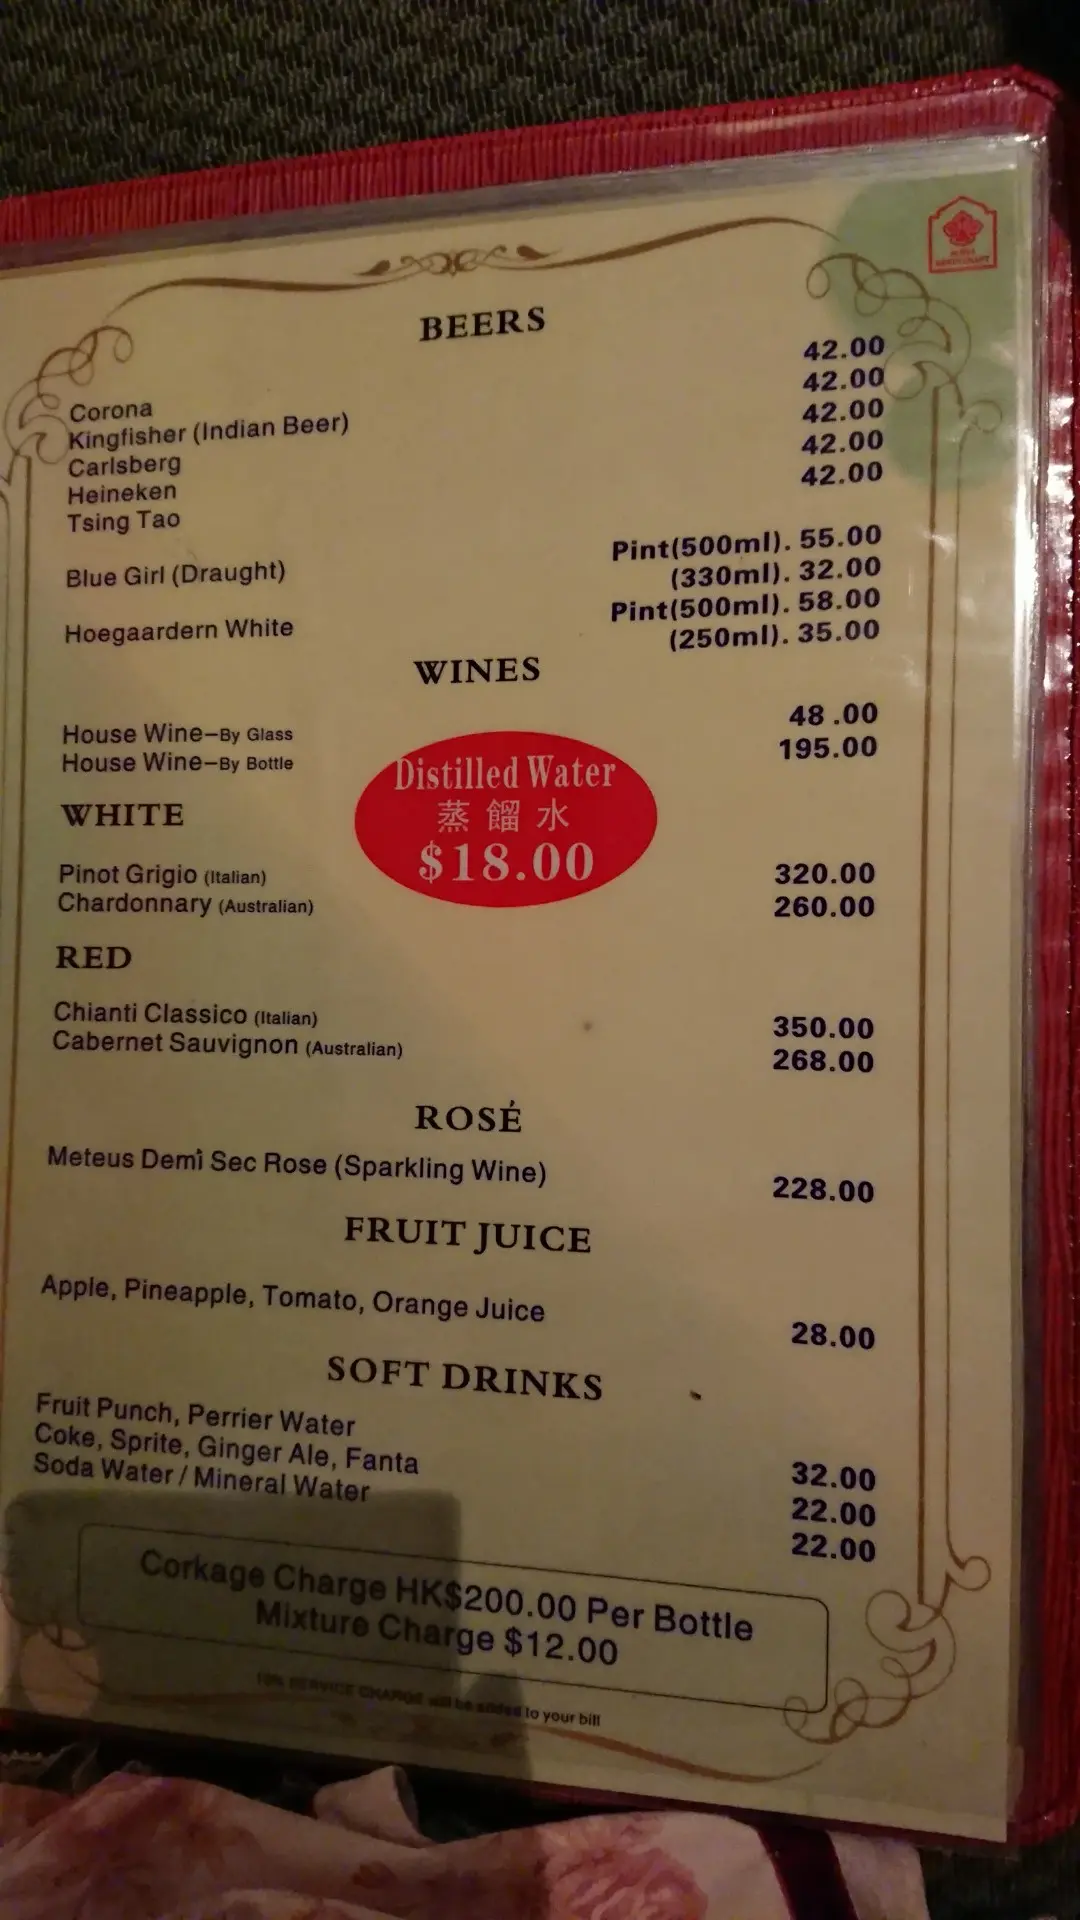 BEERS
Corona 42.00
Kingfisher (Indian Beer) 42.00
Carlsberg 42.00
Heineken 42.00
Tsing Tao 42.00
Blue Girl (Draught) Pint(500ml). 55.00
(330ml). 32.00
Hoegaardern White Pint(500ml). 58.00
(250ml). 35.00
WINES
House Wine–By Glass 48 .00
House Wine–By Bottle 195.00
Distilled Water
蒸餾水
$18.00
WHITE
Pinot Grigio (Italian) 320.00
Chardonnary (Australian) 260.00
RED
Chianti Classico (Italian) 350.00
Cabernet Sauvignon (Australian) 268.00
ROSÉ
Meteus Demi Sec Rose (Sparkling Wine) 228.00
FRUIT JUICE
Apple, Pineapple, Tomato, Orange Juice 28.00
SOFT DRINKS
Fruit Punch, Perrier Water 32.00
Coke, Sprite, Ginger Ale, Fanta 22.00
Soda Water / Mineral Water 22.00
Corkage Charge HK$200.00 Per Bottle
Mixture Charge $12.00
10% SERVICE CHARGE will be added to your bill